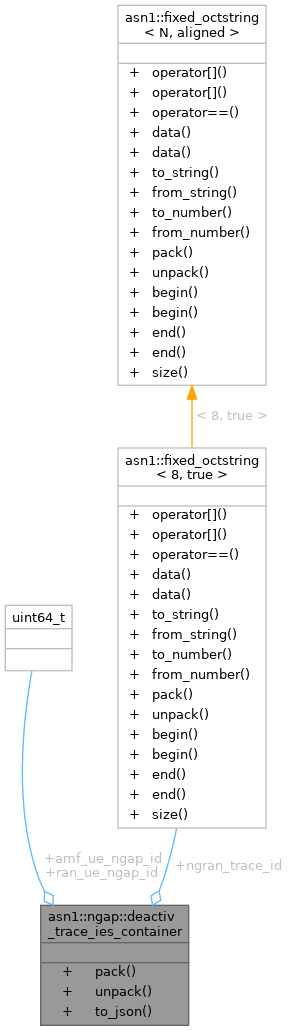 asn1::fixed_octstring
< N, aligned >
+ operator[]()
+ operator[]()
+ operator==()
+ data()
+ data()
+ to_string()
+ from_string()
+ to_number()
+ from_number()
+ pack()
+ unpack()
+ begin()
+ begin()
+ end()
+ end()
+ size()
< 8, true >
asn1::fixed_octstring
< 8, true >
+ operator[]()
+ operator[]()
+ operator==()
+ data()
+ data()
+ to_string()
+ from_string()
+ to_number()
+ from_number()
+ pack()
+ unpack()
+ begin()
+ begin()
+ end()
+ end()
+ size()
uint64_t
+amf_ue_ngap_id
+ran_ue_ngap_id
+ngran_trace_id
asn1::ngap::deactiv
_trace_ies_container
+ pack()
+ unpack()
+ to_json()